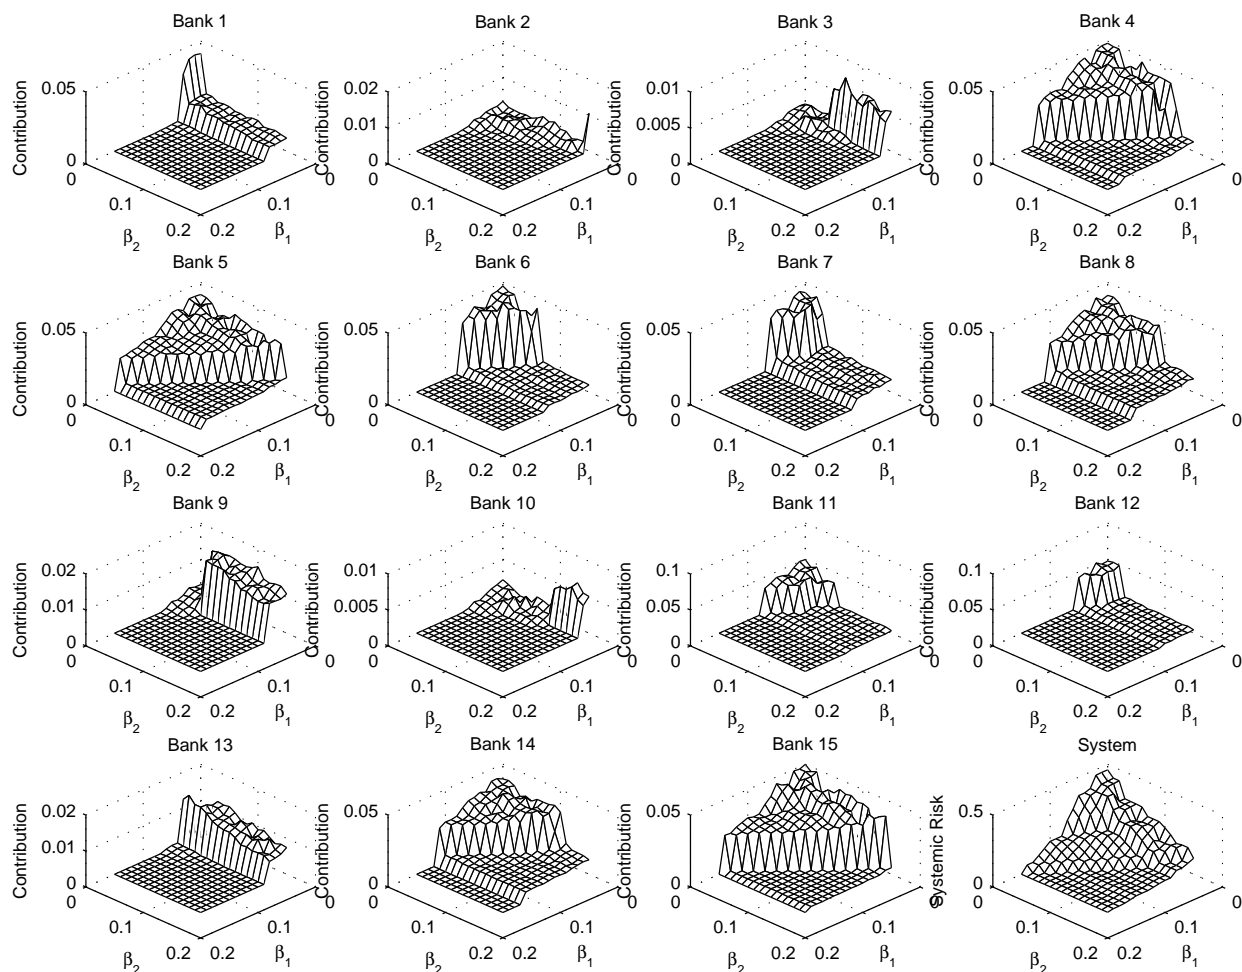 Bank 1
Contribution
0.05
0
0
0.1
0.2
β2
0.2
0.1
0
β1
Bank 2
Contribution
0.02
0.01
0
0
0.1
0.2
β2
0.2
0.1
0
β1
Bank 3
Contribution
0.01
0.005
0
0
0.1
0.2
β2
0.2
0.1
0
β1
Bank 4
Contribution
0.05
0
0
0.1
0.2
β2
0.2
0.1
0
β1
Bank 5
Contribution
0.05
0
0
0.1
0.2
β2
0.2
0.1
0
β1
Bank 6
Contribution
0.05
0
0
0.1
0.2
β2
0.2
0.1
0
β1
Bank 7
Contribution
0.05
0
0
0.1
0.2
β2
0.2
0.1
0
β1
Bank 8
Contribution
0.05
0
0
0.1
0.2
β2
0.2
0.1
0
β1
Bank 9
Contribution
0.02
0.01
0
0
0.1
0.2
β2
0.2
0.1
0
β1
Bank 10
Contribution
0.01
0.005
0
0
0.1
0.2
β2
0.2
0.1
0
β1
Bank 11
Contribution
0.1
0.05
0
0
0.1
0.2
β2
0.2
0.1
0
β1
Bank 12
Contribution
0.1
0.05
0
0
0.1
0.2
β2
0.2
0.1
0
β1
Bank 13
Contribution
0.02
0.01
0
0
0.1
0.2
β2
0.2
0.1
0
β1
Bank 14
Contribution
0.05
0
0
0.1
0.2
β2
0.2
0.1
0
β1
Bank 15
Contribution
0.05
0
0
0.1
0.2
β2
0.2
0.1
0
β1
System
Systemic Risk
0.5
0
0
0.1
0.2
β2
0.2
0.1
0
β1